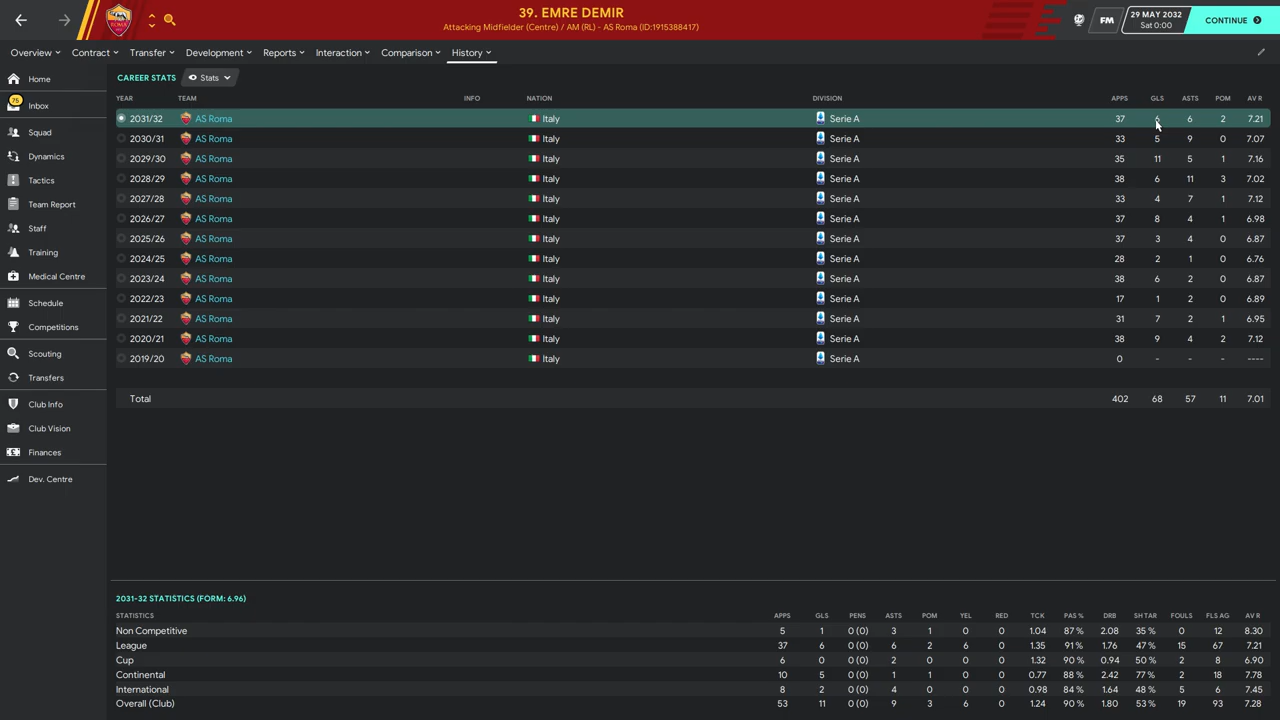 39. EMRE DEMIR
Attacking Midfielder (Centre) / AM (RL) - AS Roma (ID:1915388417)
FM
29 MAY 2032
Sat 0:00
CONTINUE
Overview Contract Transfer Development Reports Interaction Comparison History
Home
75
Inbox
Squad
Dynamics
Tactics
Team Report
Staff
Training
Medical Centre
Schedule
Competitions
Scouting
Transfers
Club Info
Club Vision
Finances
Dev. Centre
CAREER STATS Stats
YEAR TEAM INFO NATION DIVISION APPS GLS ASTS POM AV R
2031/32 AS Roma Italy Serie A 37 6 6 2 7.21
2030/31 AS Roma Italy Serie A 33 5 9 0 7.07
2029/30 AS Roma Italy Serie A 35 11 5 1 7.16
2028/29 AS Roma Italy Serie A 38 6 11 3 7.02
2027/28 AS Roma Italy Serie A 33 4 7 1 7.12
2026/27 AS Roma Italy Serie A 37 8 4 1 6.98
2025/26 AS Roma Italy Serie A 37 3 4 0 6.87
2024/25 AS Roma Italy Serie A 28 2 1 0 6.76
2023/24 AS Roma Italy Serie A 38 6 2 0 6.87
2022/23 AS Roma Italy Serie A 17 1 2 0 6.89
2021/22 AS Roma Italy Serie A 31 7 2 1 6.95
2020/21 AS Roma Italy Serie A 38 9 4 2 7.12
2019/20 AS Roma Italy Serie A 0 - - - ----
Total 402 68 57 11 7.01
2031-32 STATISTICS (FORM: 6.96)
STATISTICS APPS GLS PENS ASTS POM YEL RED TCK PAS % DRB SH TAR FOULS FLS AG AV R
Non Competitive 5 1 0 (0) 3 1 0 0 1.04 87 % 2.08 35 % 0 12 8.30
League 37 6 0 (0) 6 2 6 0 1.35 91 % 1.76 47 % 15 67 7.21
Cup 6 0 0 (0) 2 0 0 0 1.32 90 % 0.94 50 % 2 8 6.90
Continental 10 5 0 (0) 1 1 0 0 0.77 88 % 2.42 77 % 2 18 7.78
International 8 2 0 (0) 4 0 0 0 0.98 84 % 1.64 48 % 5 6 7.45
Overall (Club) 53 11 0 (0) 9 3 6 0 1.24 90 % 1.80 53 % 19 93 7.28